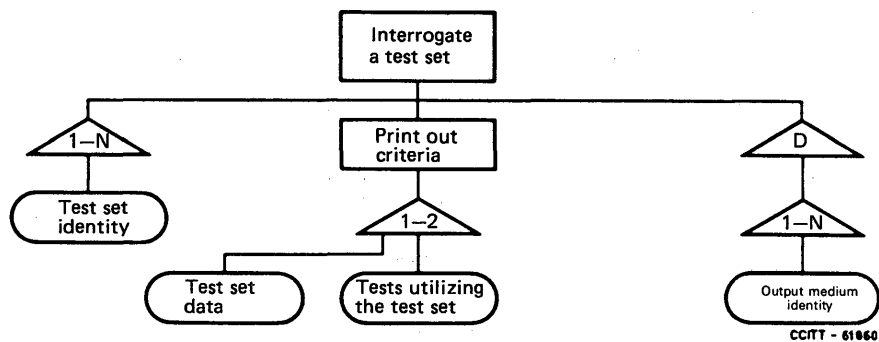 Interrogate
a test set
1—N
Print out
criteria
D
Test set
identity
1—2
1—N
Test set
data
Tests utilizing
the test set
Output medium
identity
CCITT - 61860